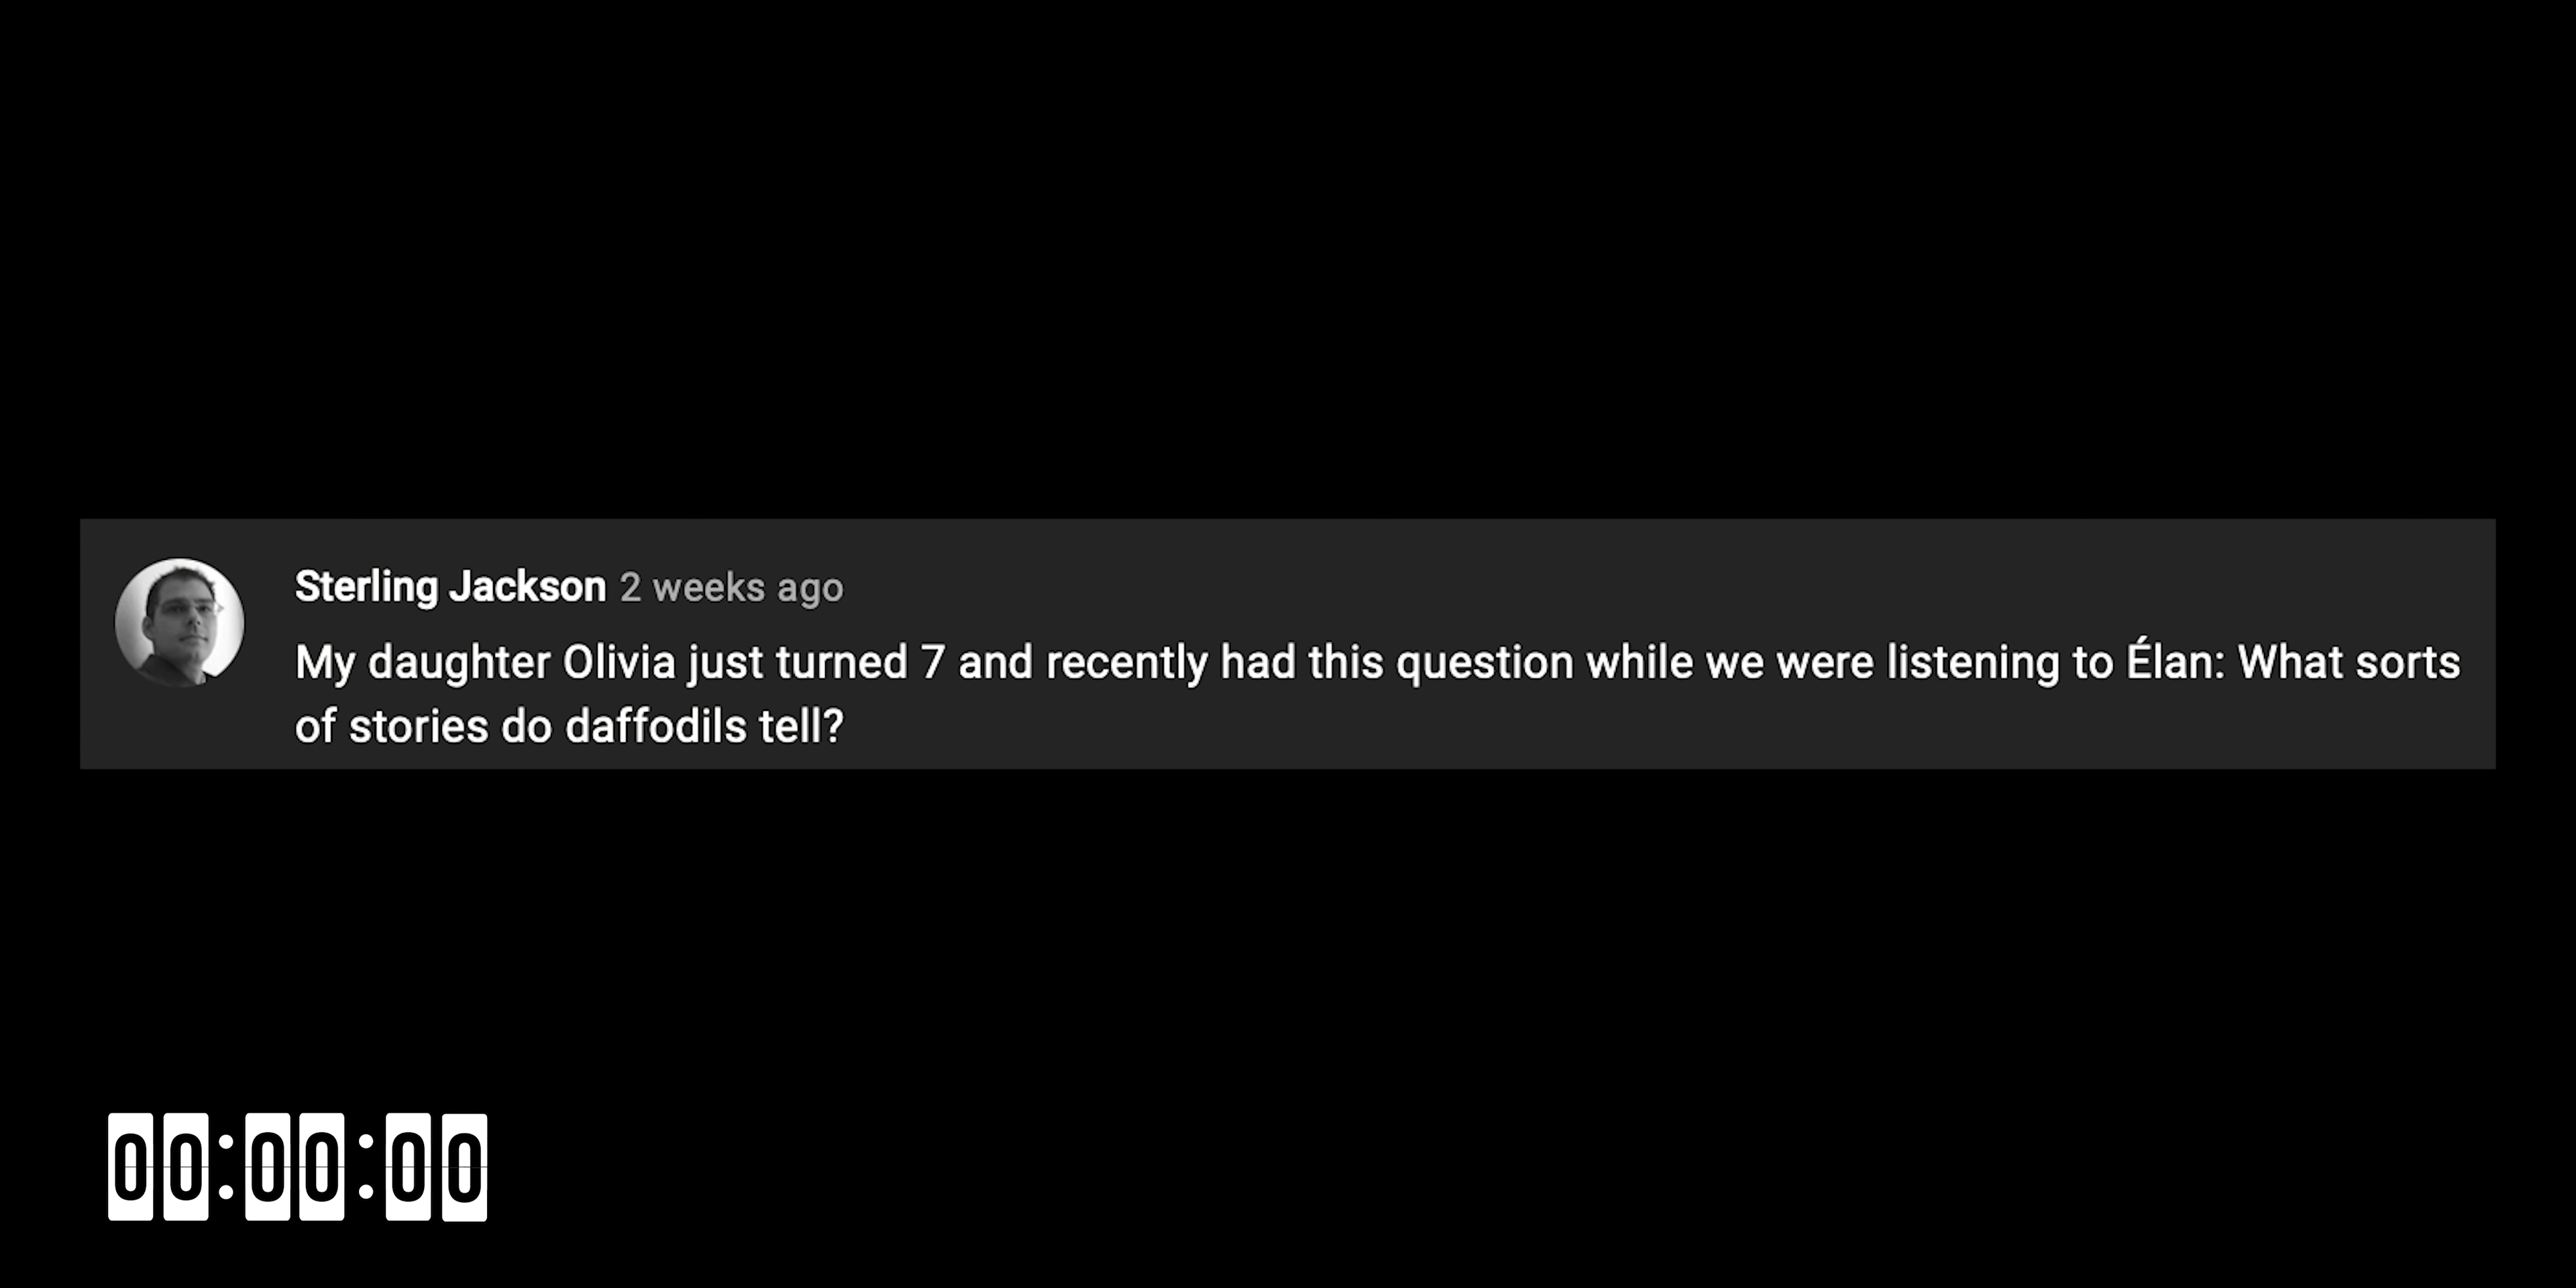 Sterling Jackson 2 weeks ago
My daughter Olivia just turned 7 and recently had this question while we were listening to Élan: What sorts
of stories do daffodils tell?
00:00:00